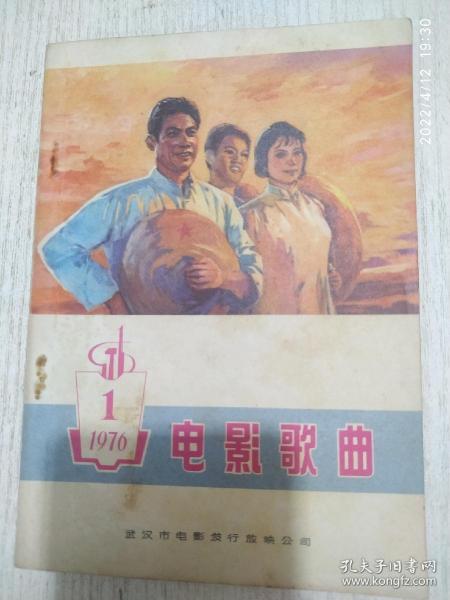 2022/4/12 19:30
1
1976
电影歌曲
武汉市电影发行放映公司
孔夫子旧书网
www.kongfz.com